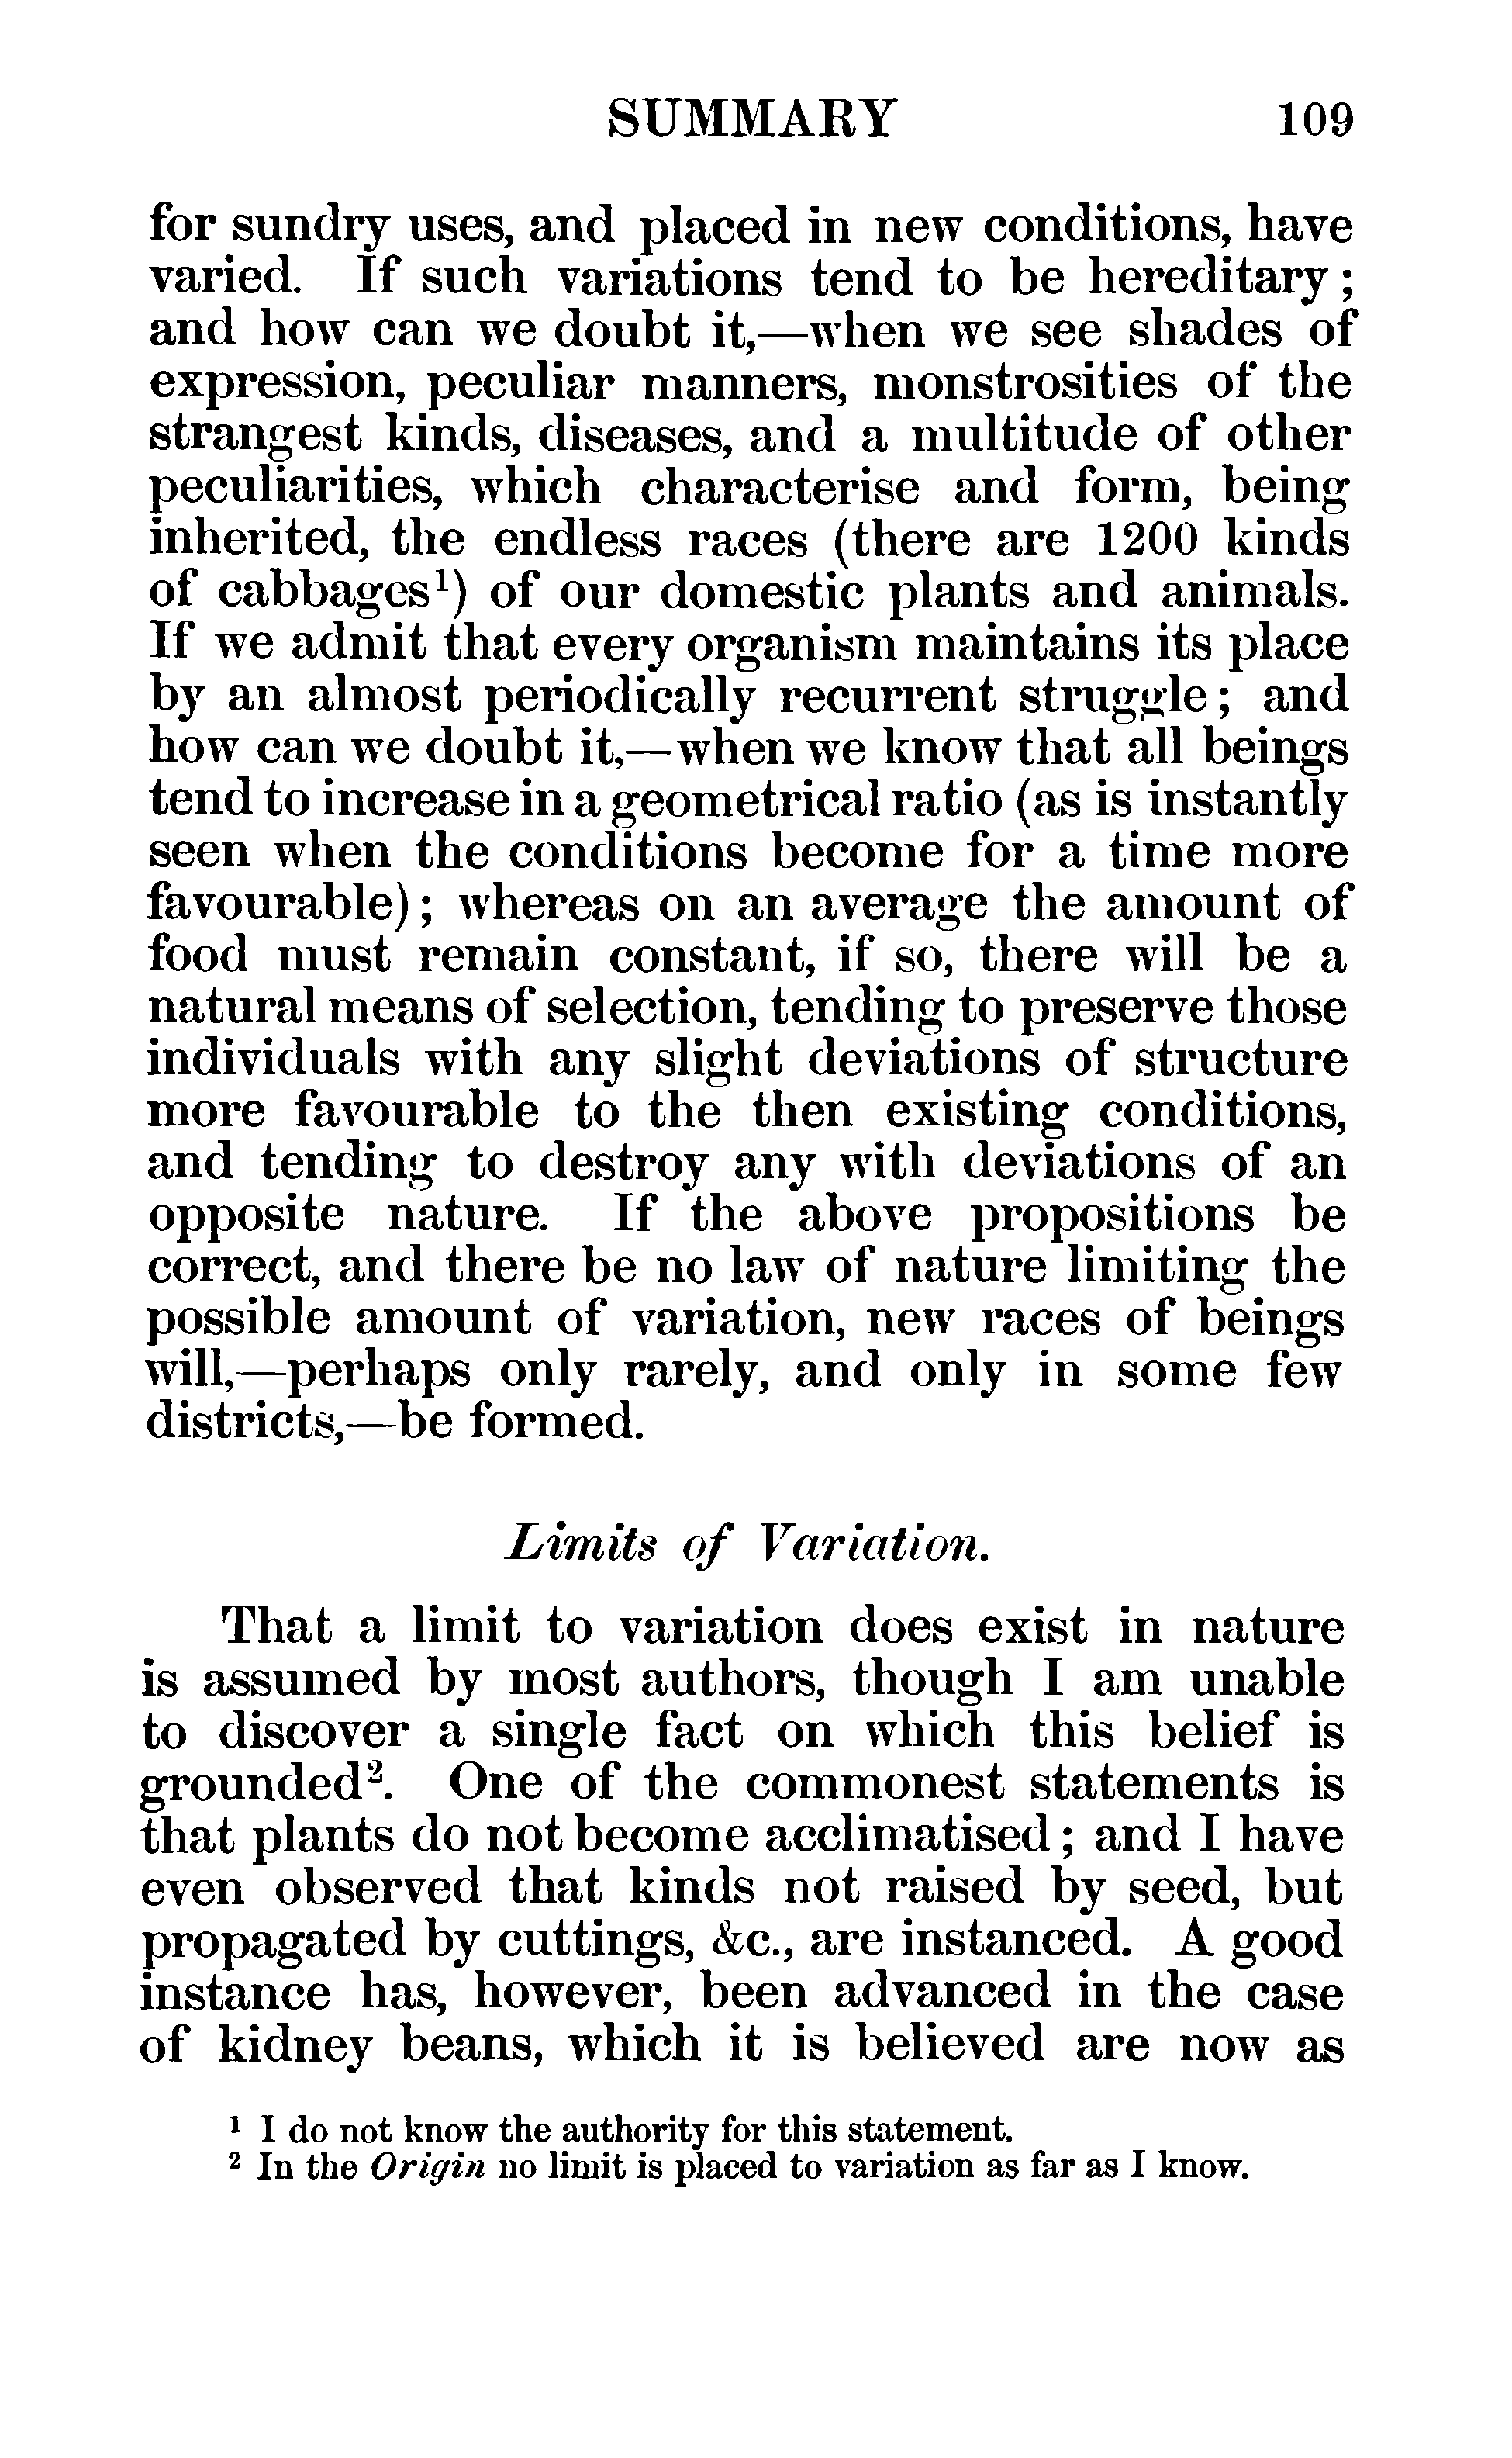 SUMMARY 109
for sundry uses, and placed in new conditions, have
varied. If such variations tend to be hereditary;
and how can we doubt it,—when we see shades of
expression, peculiar manners, monstrosities of the
strangest kinds, diseases, and a multitude of other
peculiarities, which characterise and form, being
inherited, the endless races (there are 1200 kinds
of cabbages¹) of our domestic plants and animals.
If we admit that every organism maintains its place
by an almost periodically recurrent struggle; and
how can we doubt it,—when we know that all beings
tend to increase in a geometrical ratio (as is instantly
seen when the conditions become for a time more
favourable); whereas on an average the amount of
food must remain constant, if so, there will be a
natural means of selection, tending to preserve those
individuals with any slight deviations of structure
more favourable to the then existing conditions,
and tending to destroy any with deviations of an
opposite nature. If the above propositions be
correct, and there be no law of nature limiting the
possible amount of variation, new races of beings
will,—perhaps only rarely, and only in some few
districts,—be formed.
Limits of Variation.
That a limit to variation does exist in nature
is assumed by most authors, though I am unable
to discover a single fact on which this belief is
grounded². One of the commonest statements is
that plants do not become acclimatised; and I have
even observed that kinds not raised by seed, but
propagated by cuttings, &c., are instanced. A good
instance has, however, been advanced in the case
of kidney beans, which it is believed are now as
¹ I do not know the authority for this statement.
² In the Origin no limit is placed to variation as far as I know.